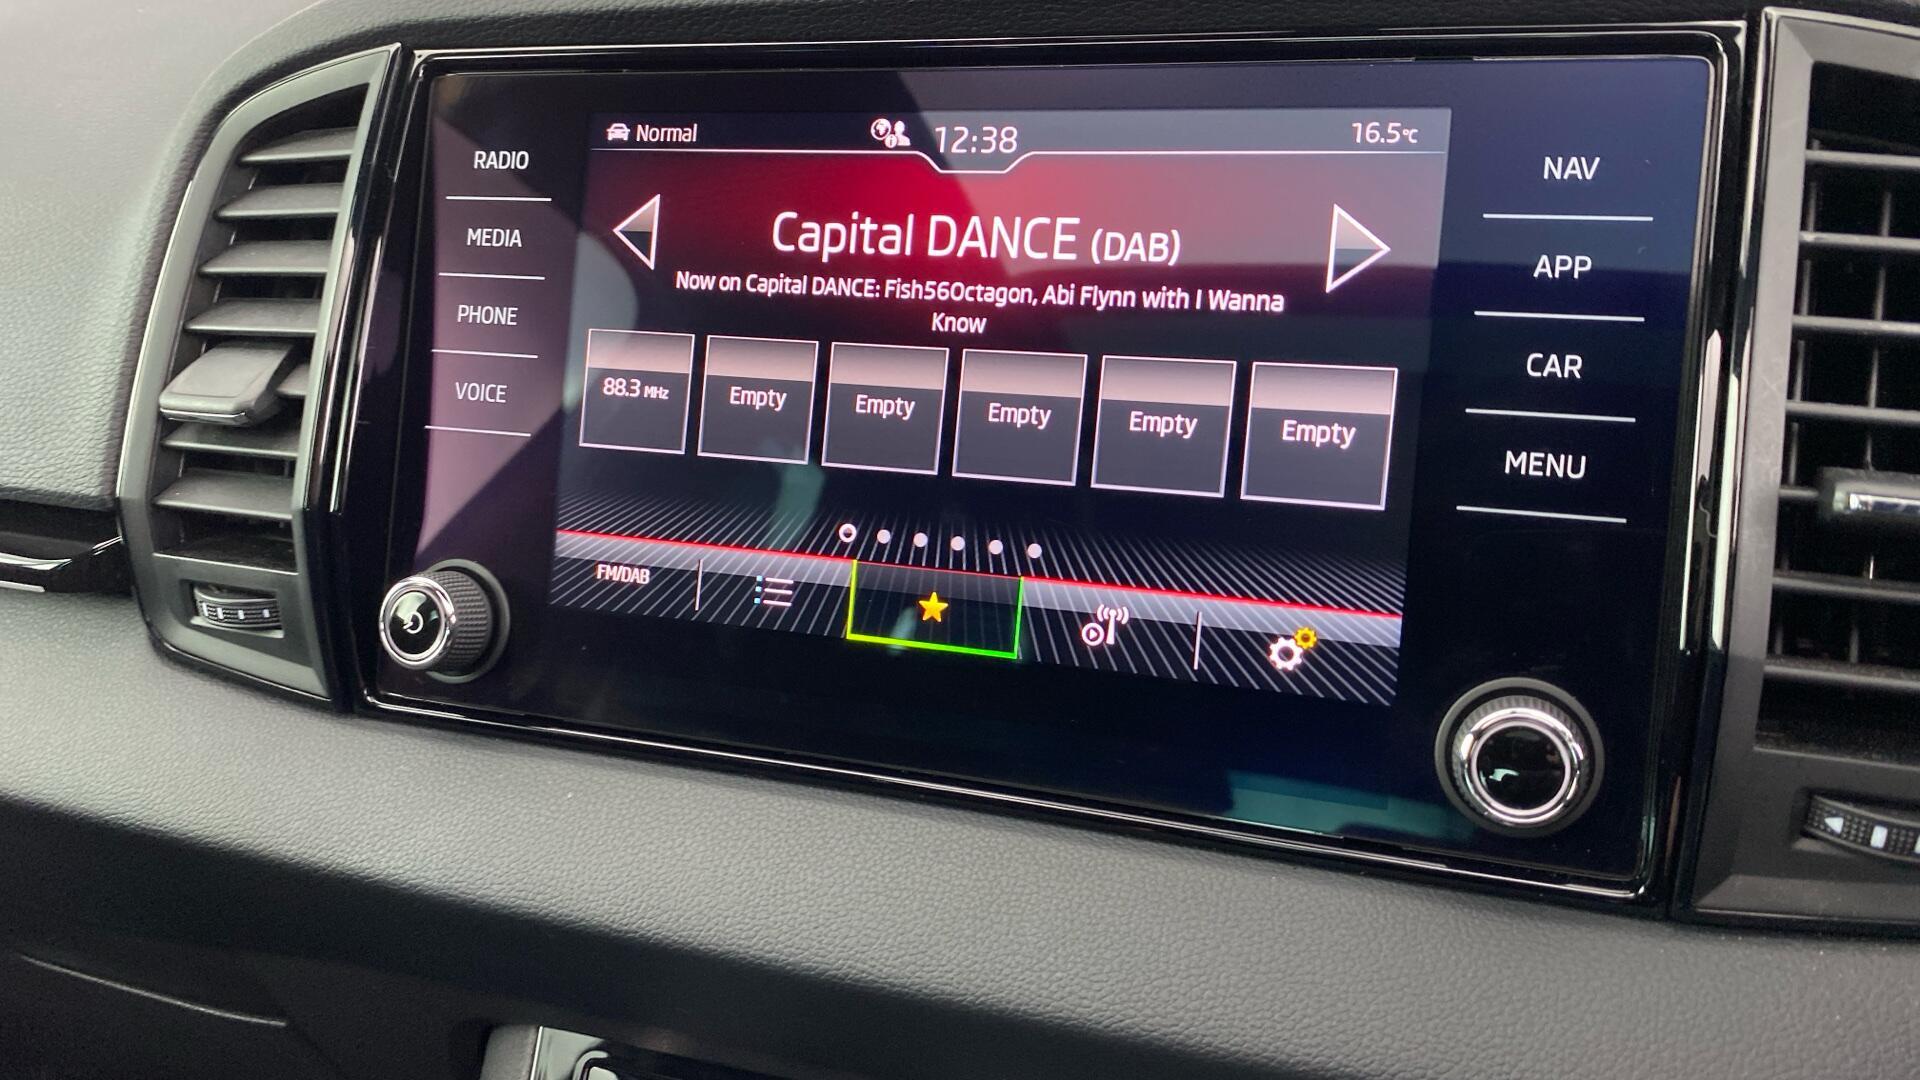 Normal
12:38
16.5°C
RADIO
MEDIA
PHONE
VOICE
Capital DANCE (DAB)
Now on Capital DANCE: Fish56Octagon, Abi Flynn with I Wanna
Know
88.3 MHz
Empty
Empty
Empty
Empty
Empty
FM/DAB
NAV
APP
CAR
MENU